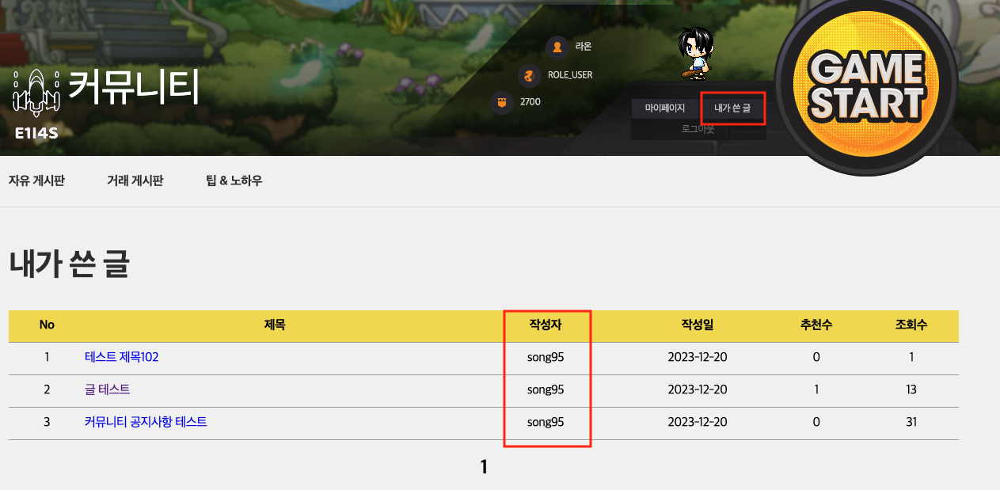 라온
ROLE_USER
2700
커뮤니티
E1I4S
마이페이지 내가 쓴 글
로그아웃
GAME
START
자유 게시판 거래 게시판 팁 & 노하우
내가 쓴 글
No 제목 작성자 작성일 추천수 조회수
1 테스트 제목102 song95 2023-12-20 0 1
2 글 테스트 song95 2023-12-20 1 13
3 커뮤니티 공지사항 테스트 song95 2023-12-20 0 31
1